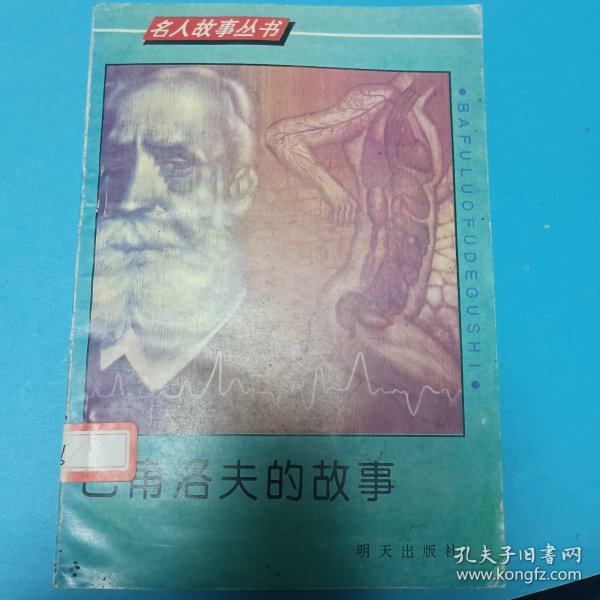 名人故事丛书
•BAFULUOFUDEGUSHI•
巴甫洛夫的故事
明天出版社
孔夫子旧书网
www.kongfz.com